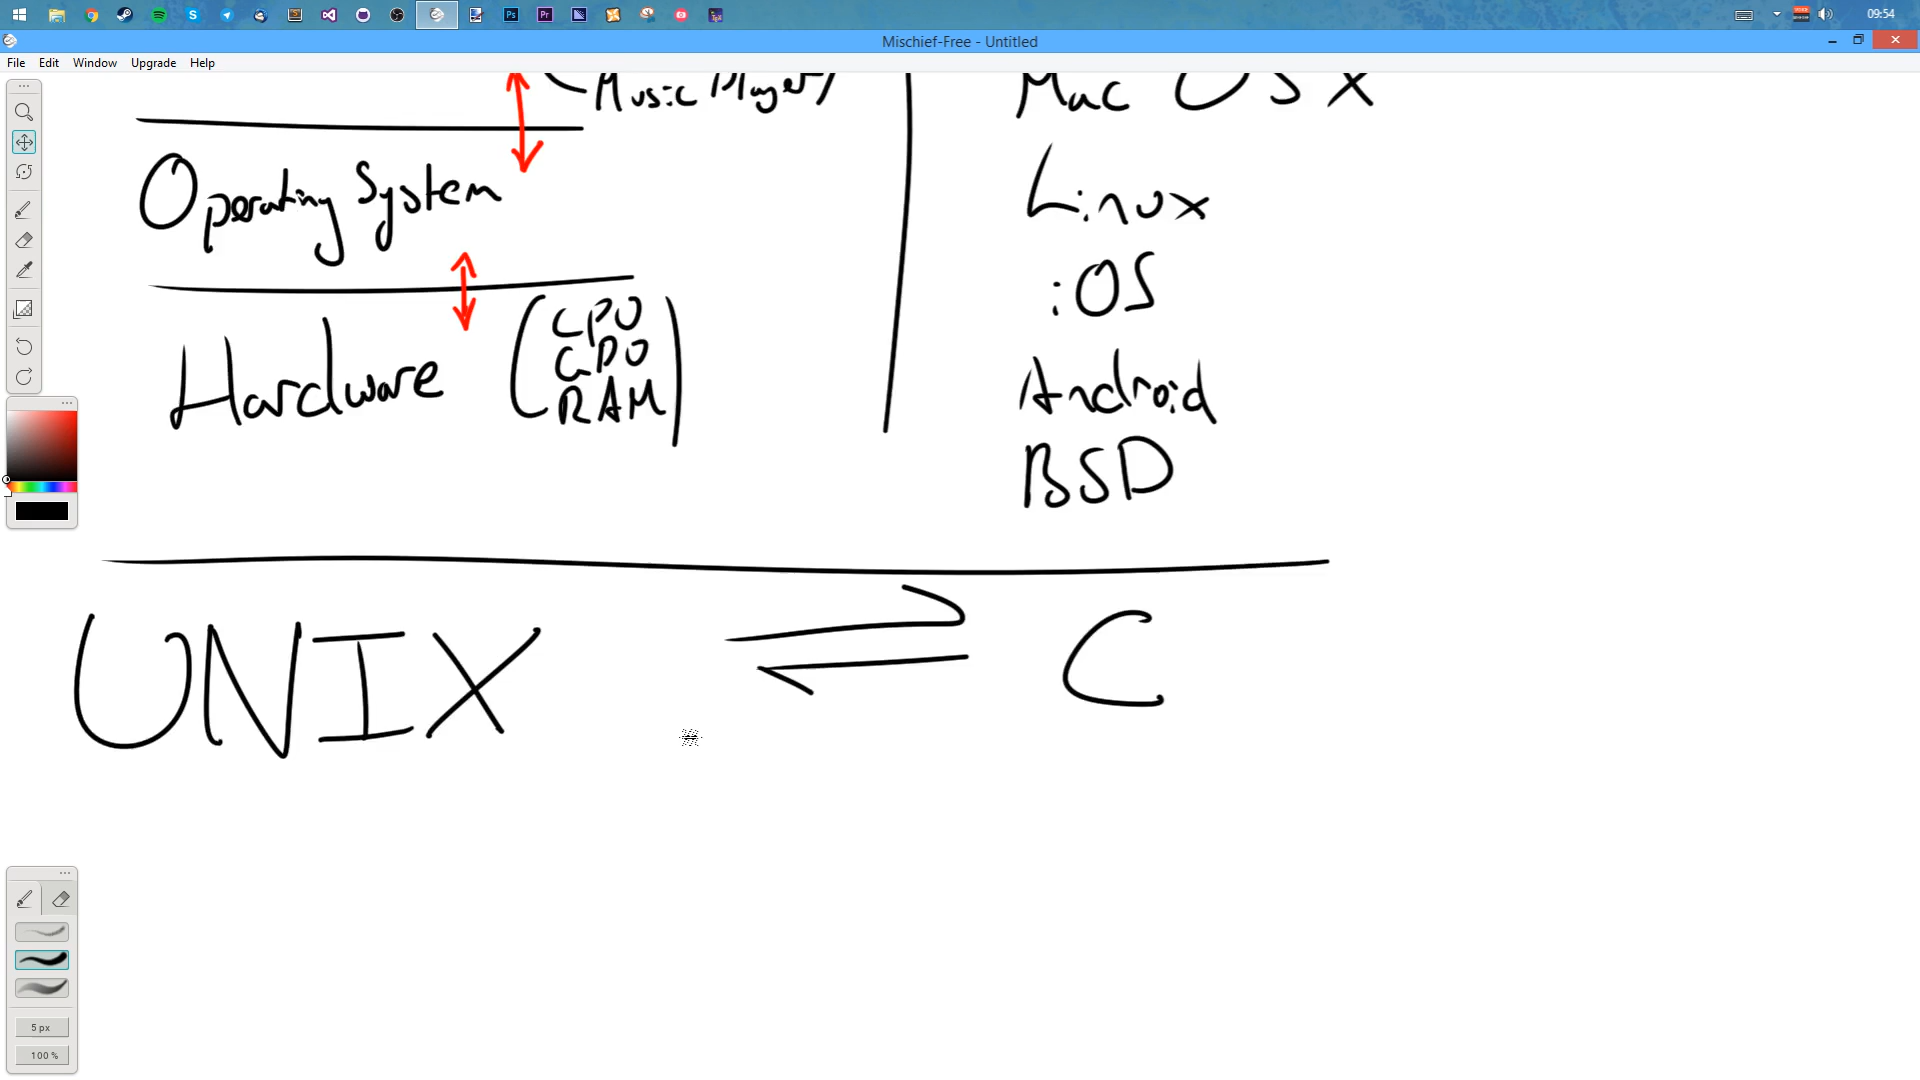 09:54
Mischief-Free - Untitled
File Edit Window Upgrade Help
Music Player)
Operating System
Hardware
(CPU
GPU
RAM)
Mac OS X
Linux
iOS
Android
BSD
UNIX ⇌ C
5 px
100 %